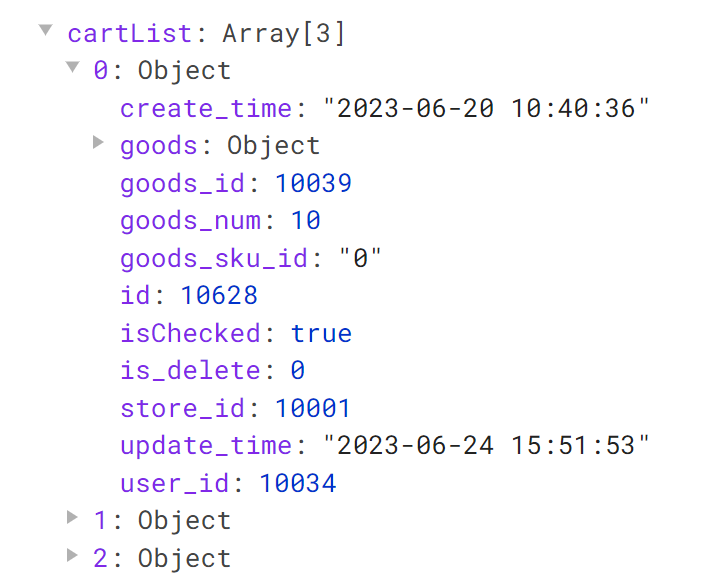 cartList: Array[3]
0: Object
create_time: "2023-06-20 10:40:36"
goods: Object
goods_id: 10039
goods_num: 10
goods_sku_id: "0"
id: 10628
isChecked: true
is_delete: 0
store_id: 10001
update_time: "2023-06-24 15:51:53"
user_id: 10034
1: Object
2: Object